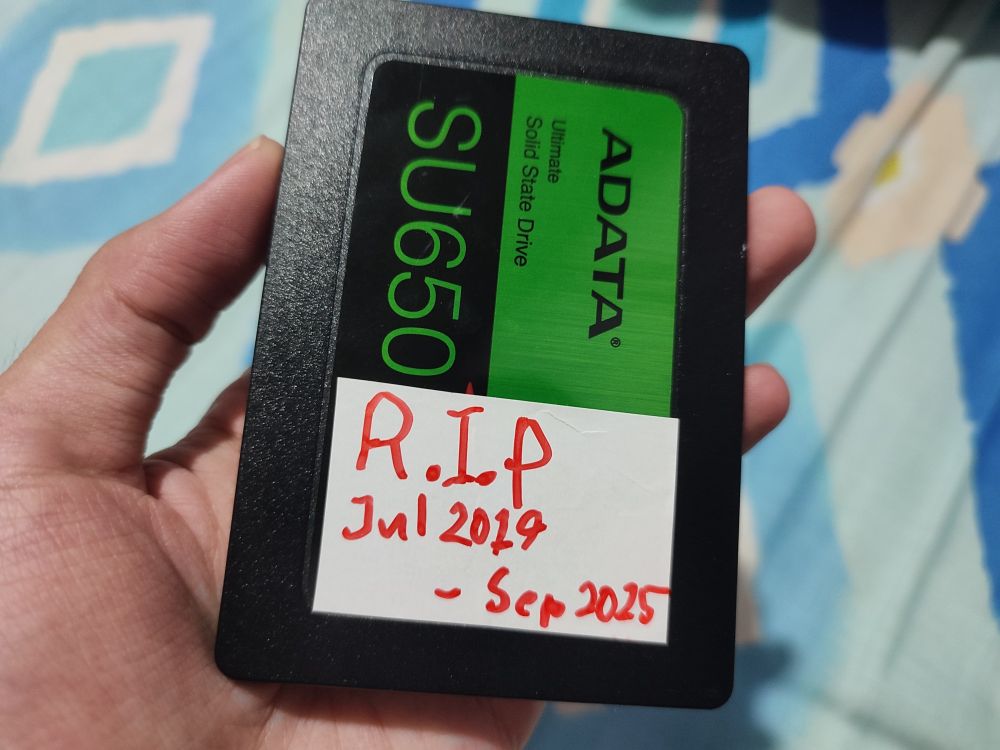 ADATA®
Ultimate
Solid State Drive
SU650
R.I.P
Jul 2019
- Sep 2025